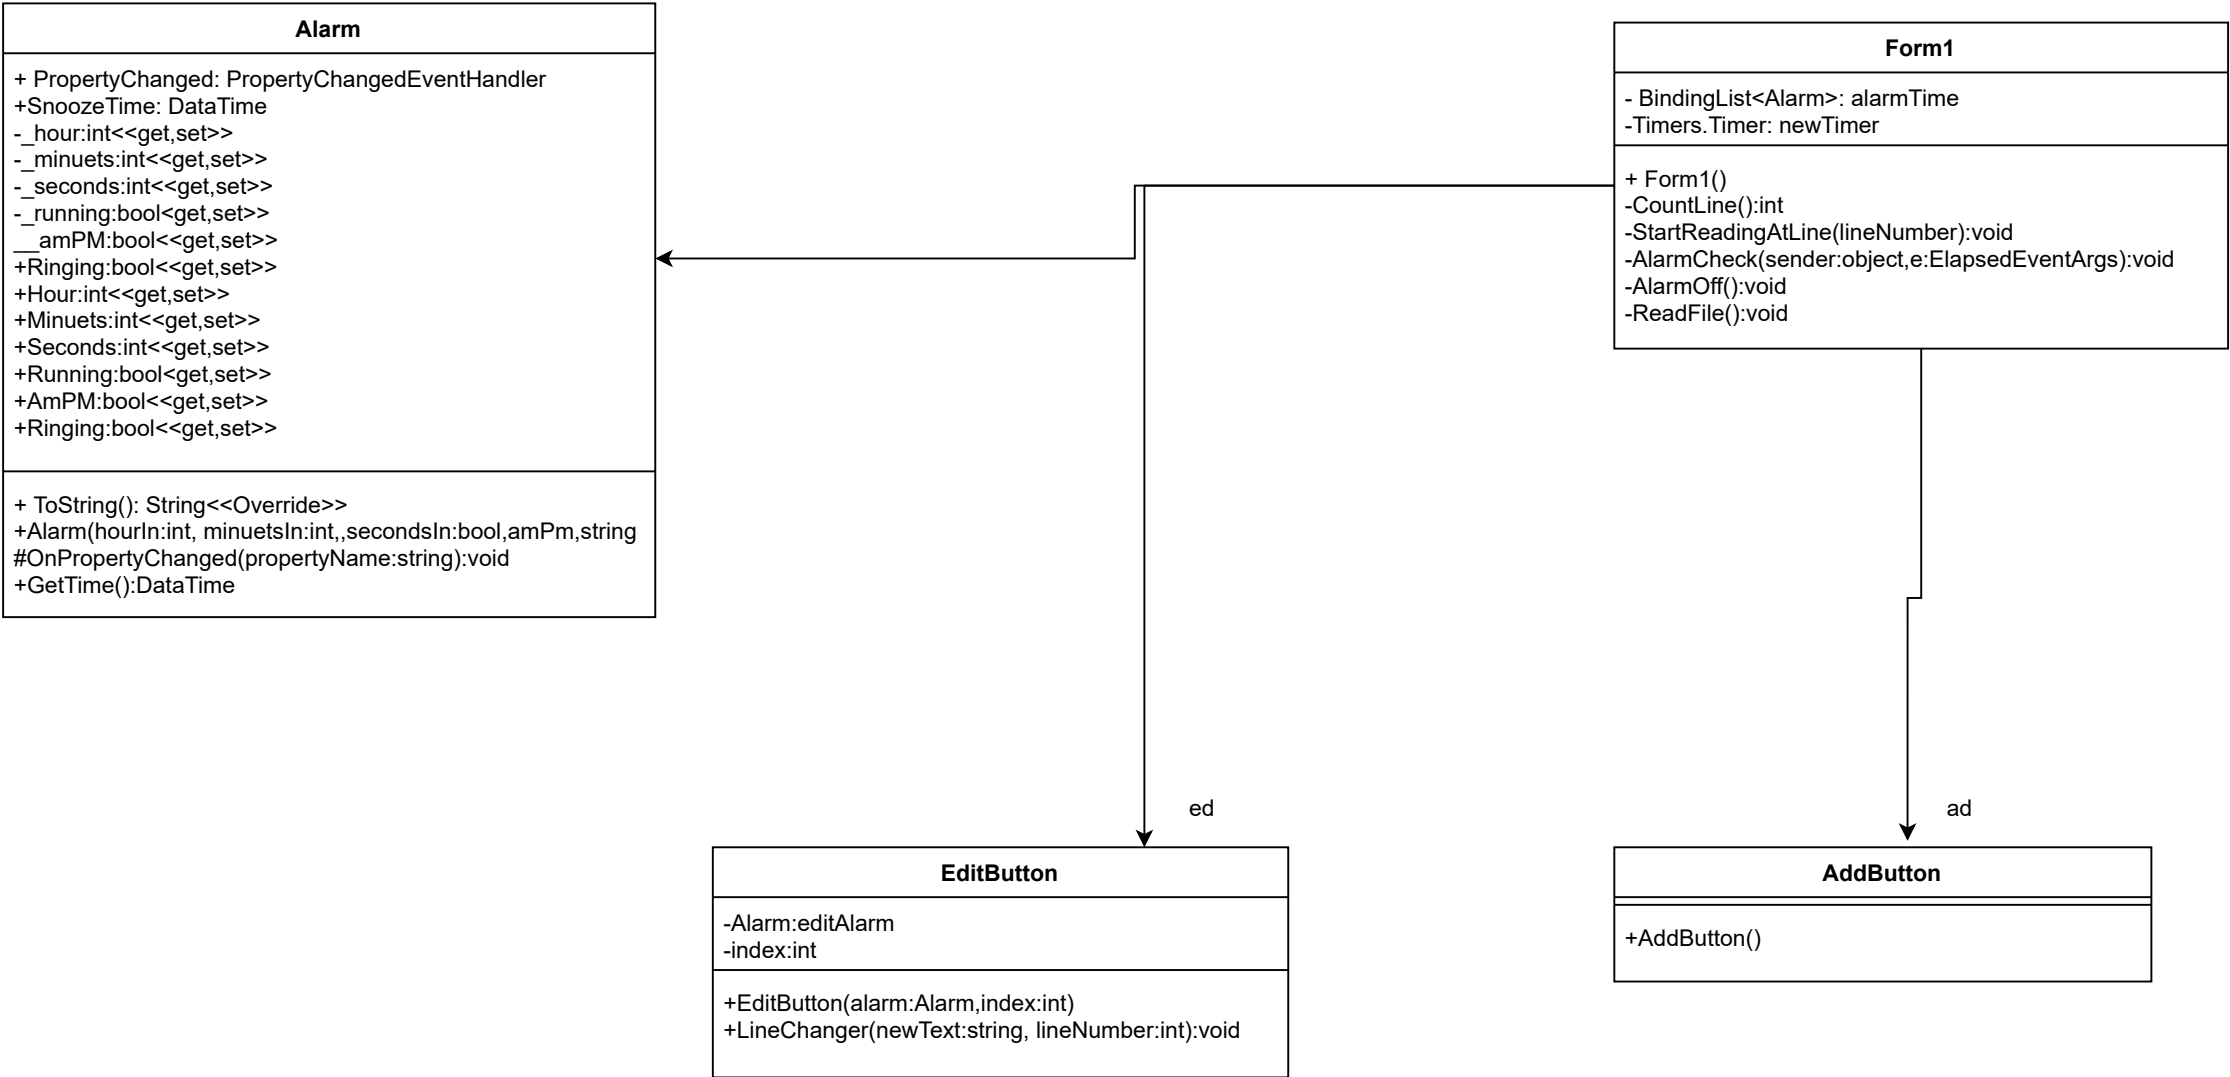 Alarm
+ PropertyChanged: PropertyChangedEventHandler
+SnoozeTime: DataTime
-_hour:int<<get,set>>
-_minuets:int<<get,set>>
-_seconds:int<<get,set>>
-_running:bool<get,set>>
__amPM:bool<<get,set>>
+Ringing:bool<<get,set>>
+Hour:int<<get,set>>
+Minuets:int<<get,set>>
+Seconds:int<<get,set>>
+Running:bool<get,set>>
+AmPM:bool<<get,set>>
+Ringing:bool<<get,set>>
+ ToString(): String<<Override>>
+Alarm(hourIn:int, minuetsIn:int,,secondsIn:bool,amPm,string
#OnPropertyChanged(propertyName:string):void
+GetTime():DataTime
Form1
- BindingList<Alarm>: alarmTime
-Timers.Timer: newTimer
+ Form1()
-CountLine():int
-StartReadingAtLine(lineNumber):void
-AlarmCheck(sender:object,e:ElapsedEventArgs):void
-AlarmOff():void
-ReadFile():void
ed
EditButton
-Alarm:editAlarm
-index:int
+EditButton(alarm:Alarm,index:int)
+LineChanger(newText:string, lineNumber:int):void
ad
AddButton
+AddButton()